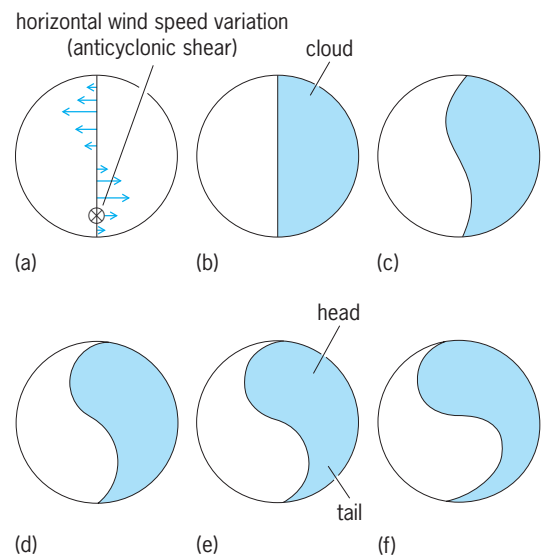 horizontal wind speed variation
(anticyclonic shear)
cloud
(a)
(b)
(c)
head
tail
(d)
(e)
(f)